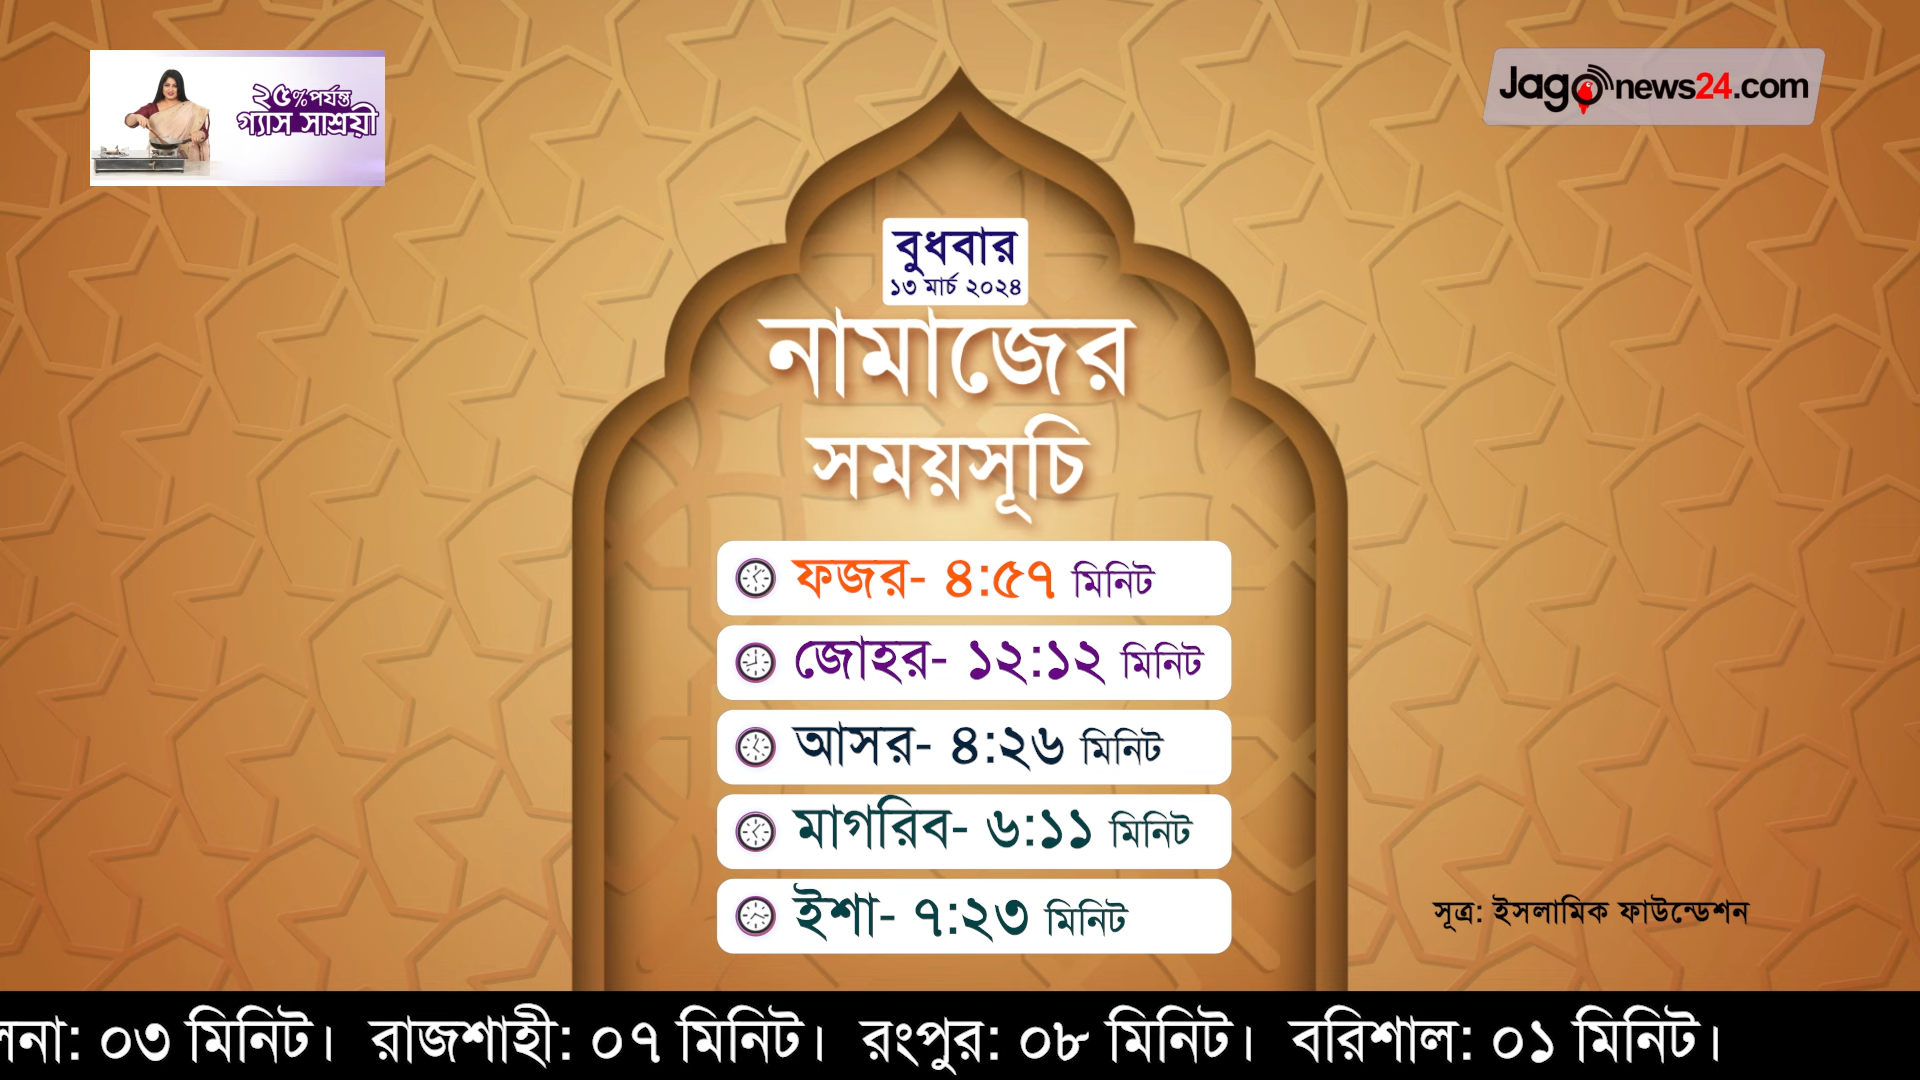 ২৫% পর্যন্ত
গ্যাস সাশ্রয়ী
Jagonews24.com
বুধবার
১৩ মার্চ ২০২৪
নামাজের
সময়সূচি
ফজর- ৪:৫৭ মিনিট
জোহর- ১২:১২ মিনিট
আসর- ৪:২৬ মিনিট
মাগরিব- ৬:১১ মিনিট
ইশা- ৭:২৩ মিনিট
সূত্র: ইসলামিক ফাউন্ডেশন
লনা: ০৩ মিনিট। রাজশাহী: ০৭ মিনিট। রংপুর: ০৮ মিনিট। বরিশাল: ০১ মিনিট।